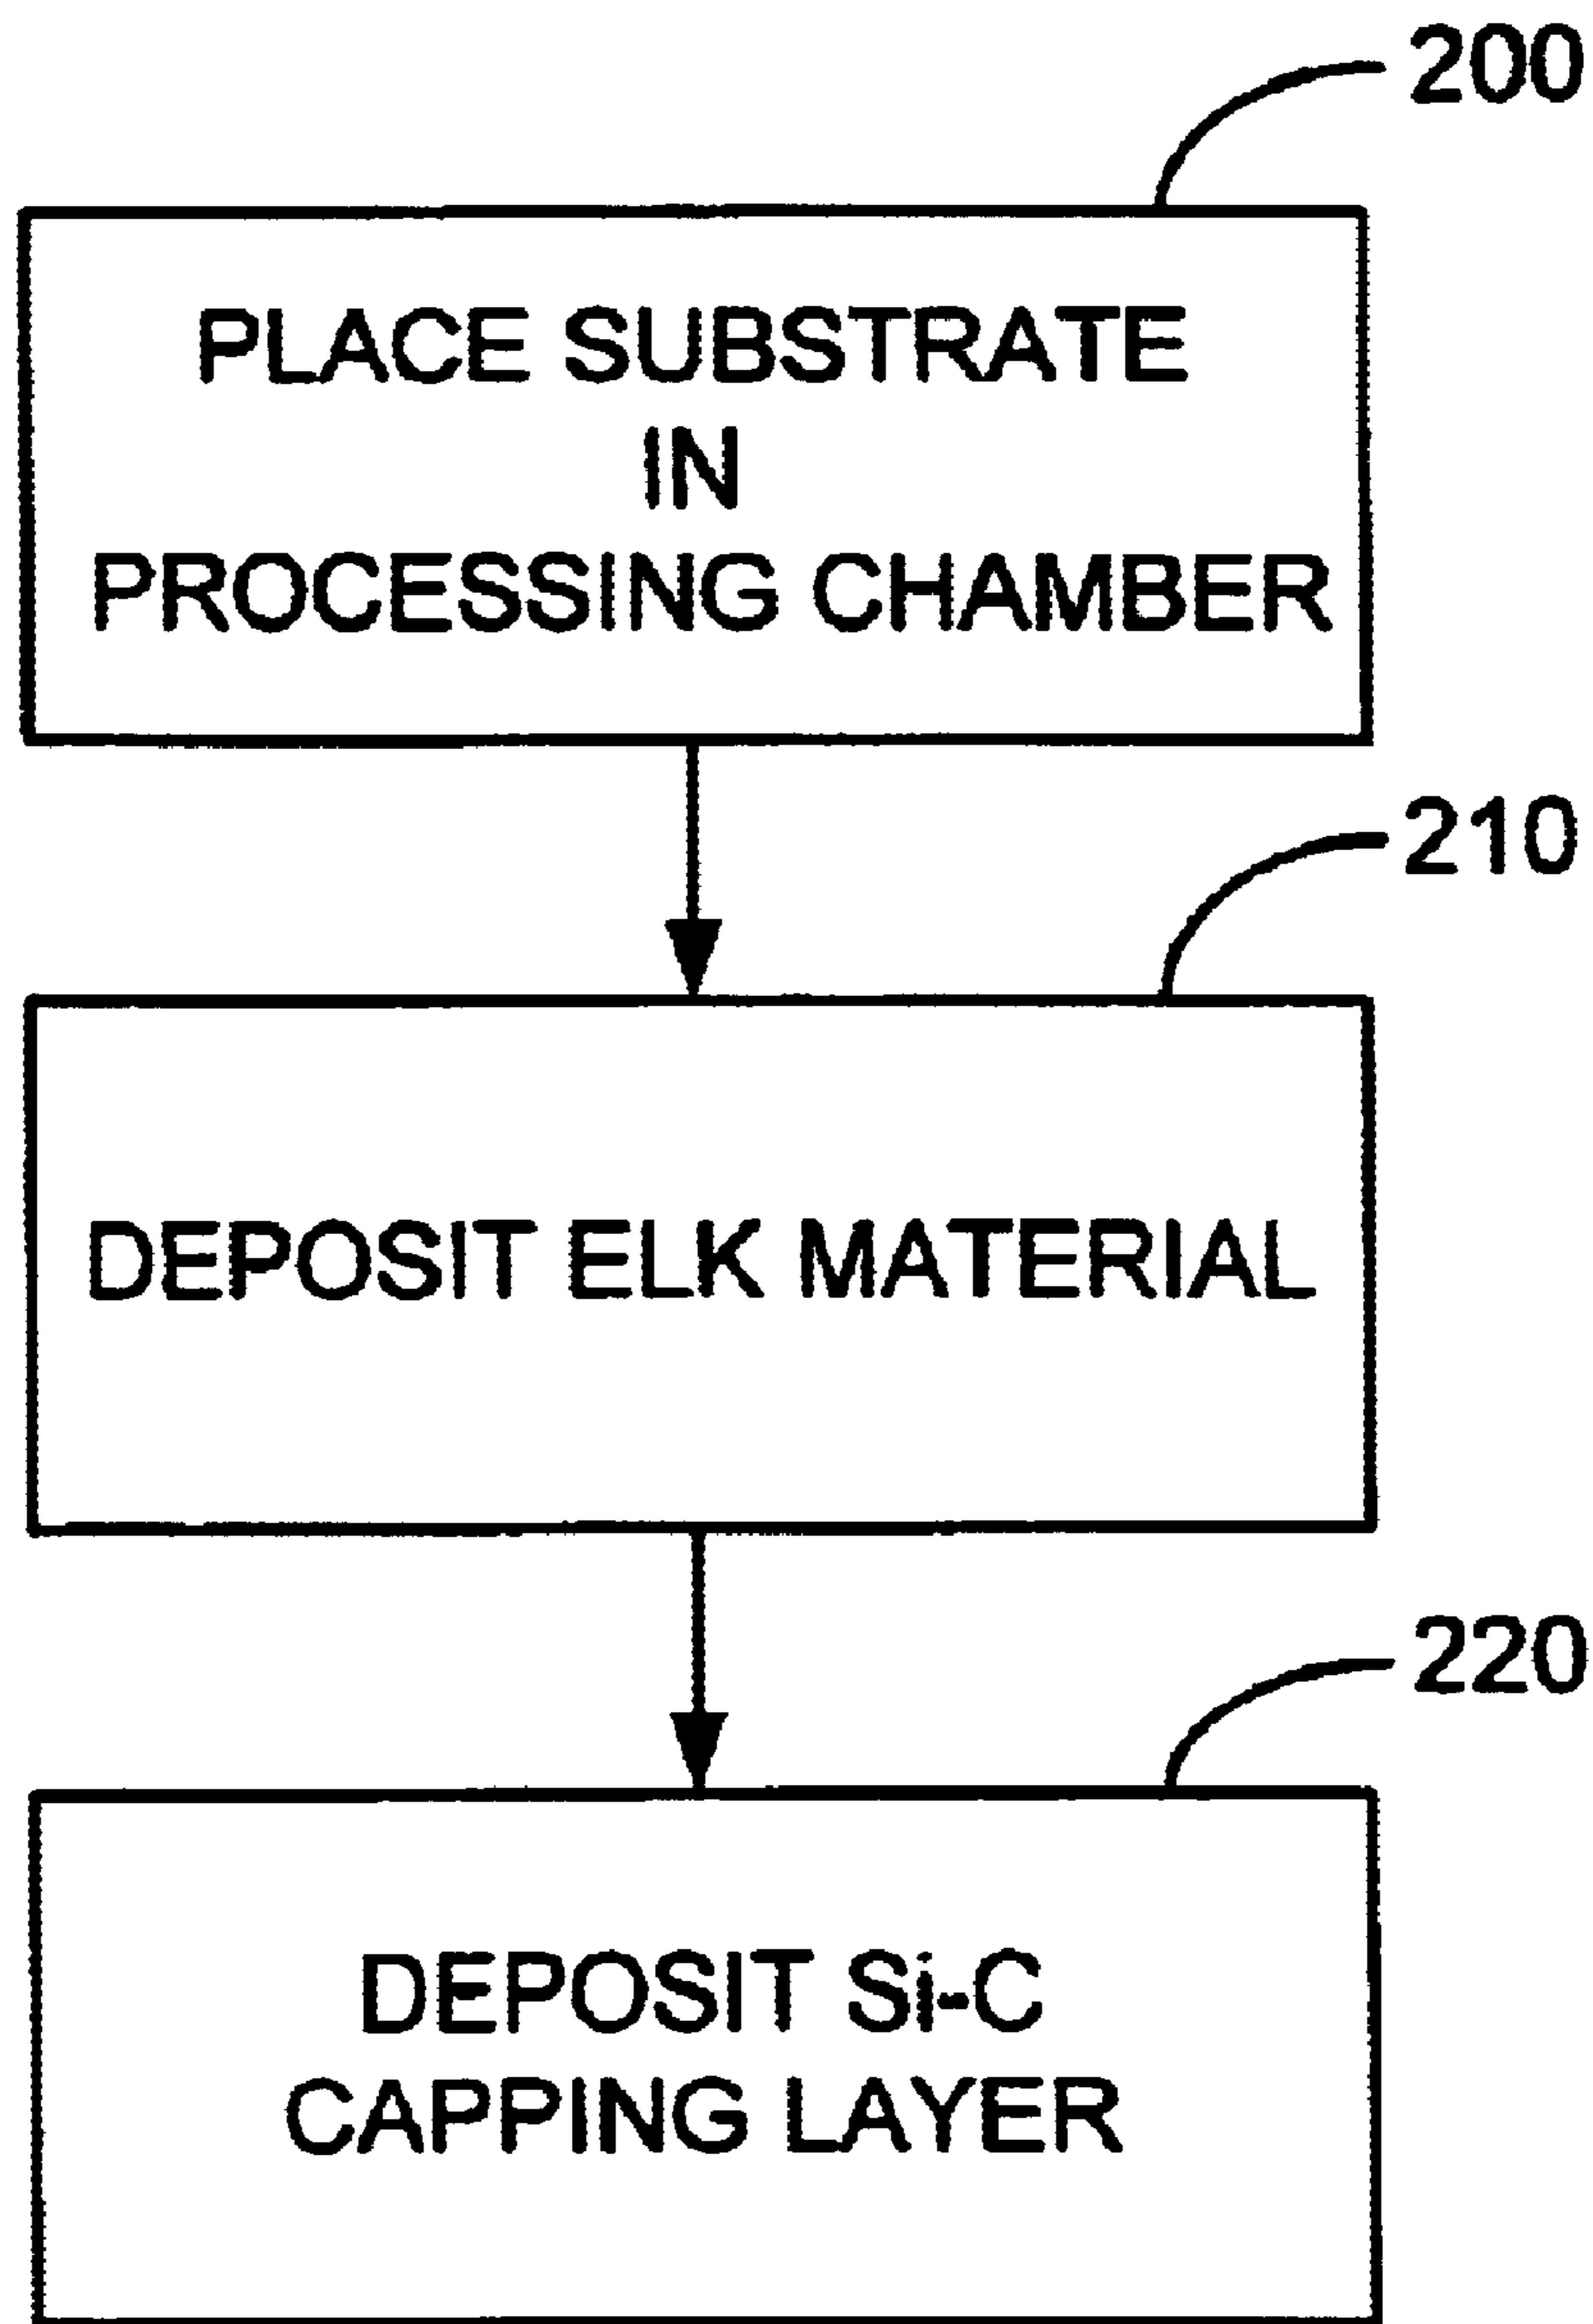 200
PLACE SUBSTRATE
IN
PROCESSING CHAMBER
210
DEPOSIT ELK MATERIAL
220
DEPOSIT Si-C
CAPPING LAYER